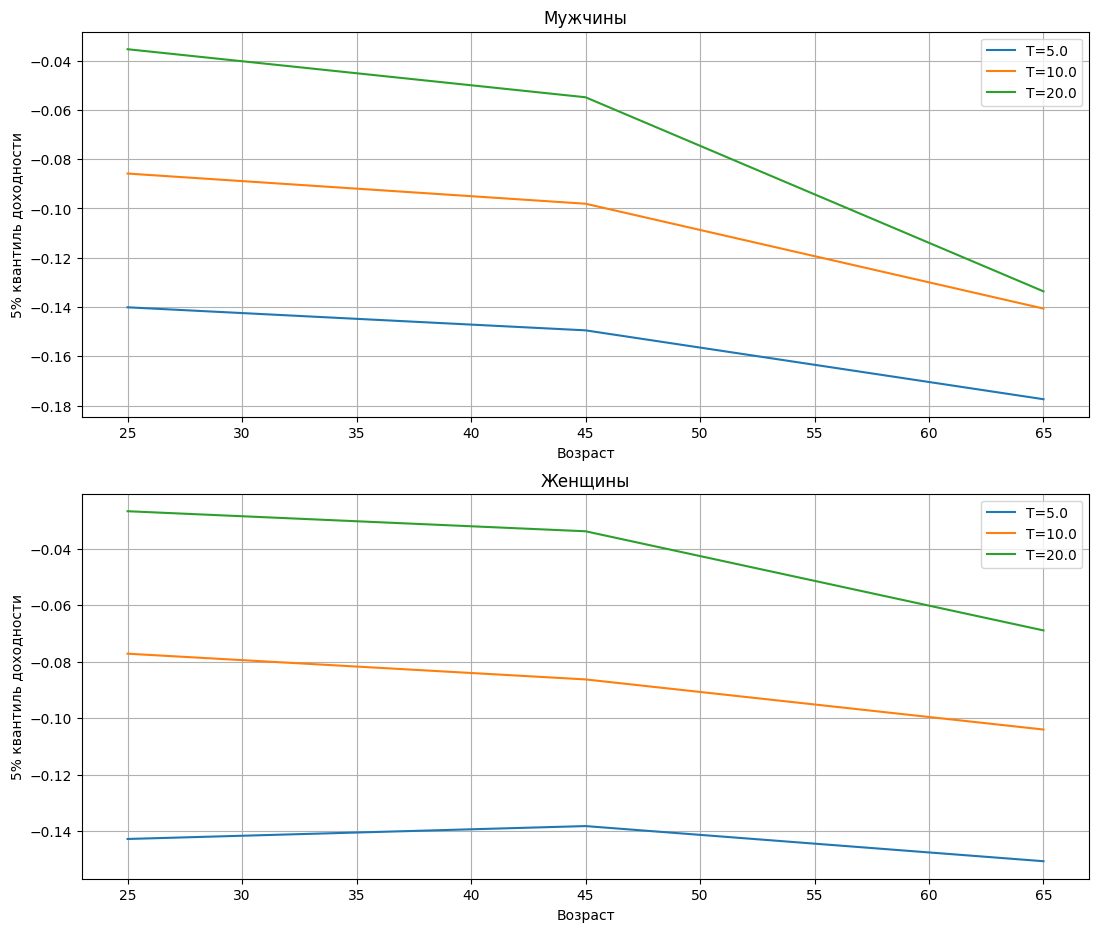 Мужчины
T=5.0
T=10.0
T=20.0
5% квантиль доходности
−0.04
−0.06
−0.08
−0.10
−0.12
−0.14
−0.16
−0.18
25 30 35 40 45 50 55 60 65
Возраст
Женщины
T=5.0
T=10.0
T=20.0
5% квантиль доходности
−0.04
−0.06
−0.08
−0.10
−0.12
−0.14
25 30 35 40 45 50 55 60 65
Возраст